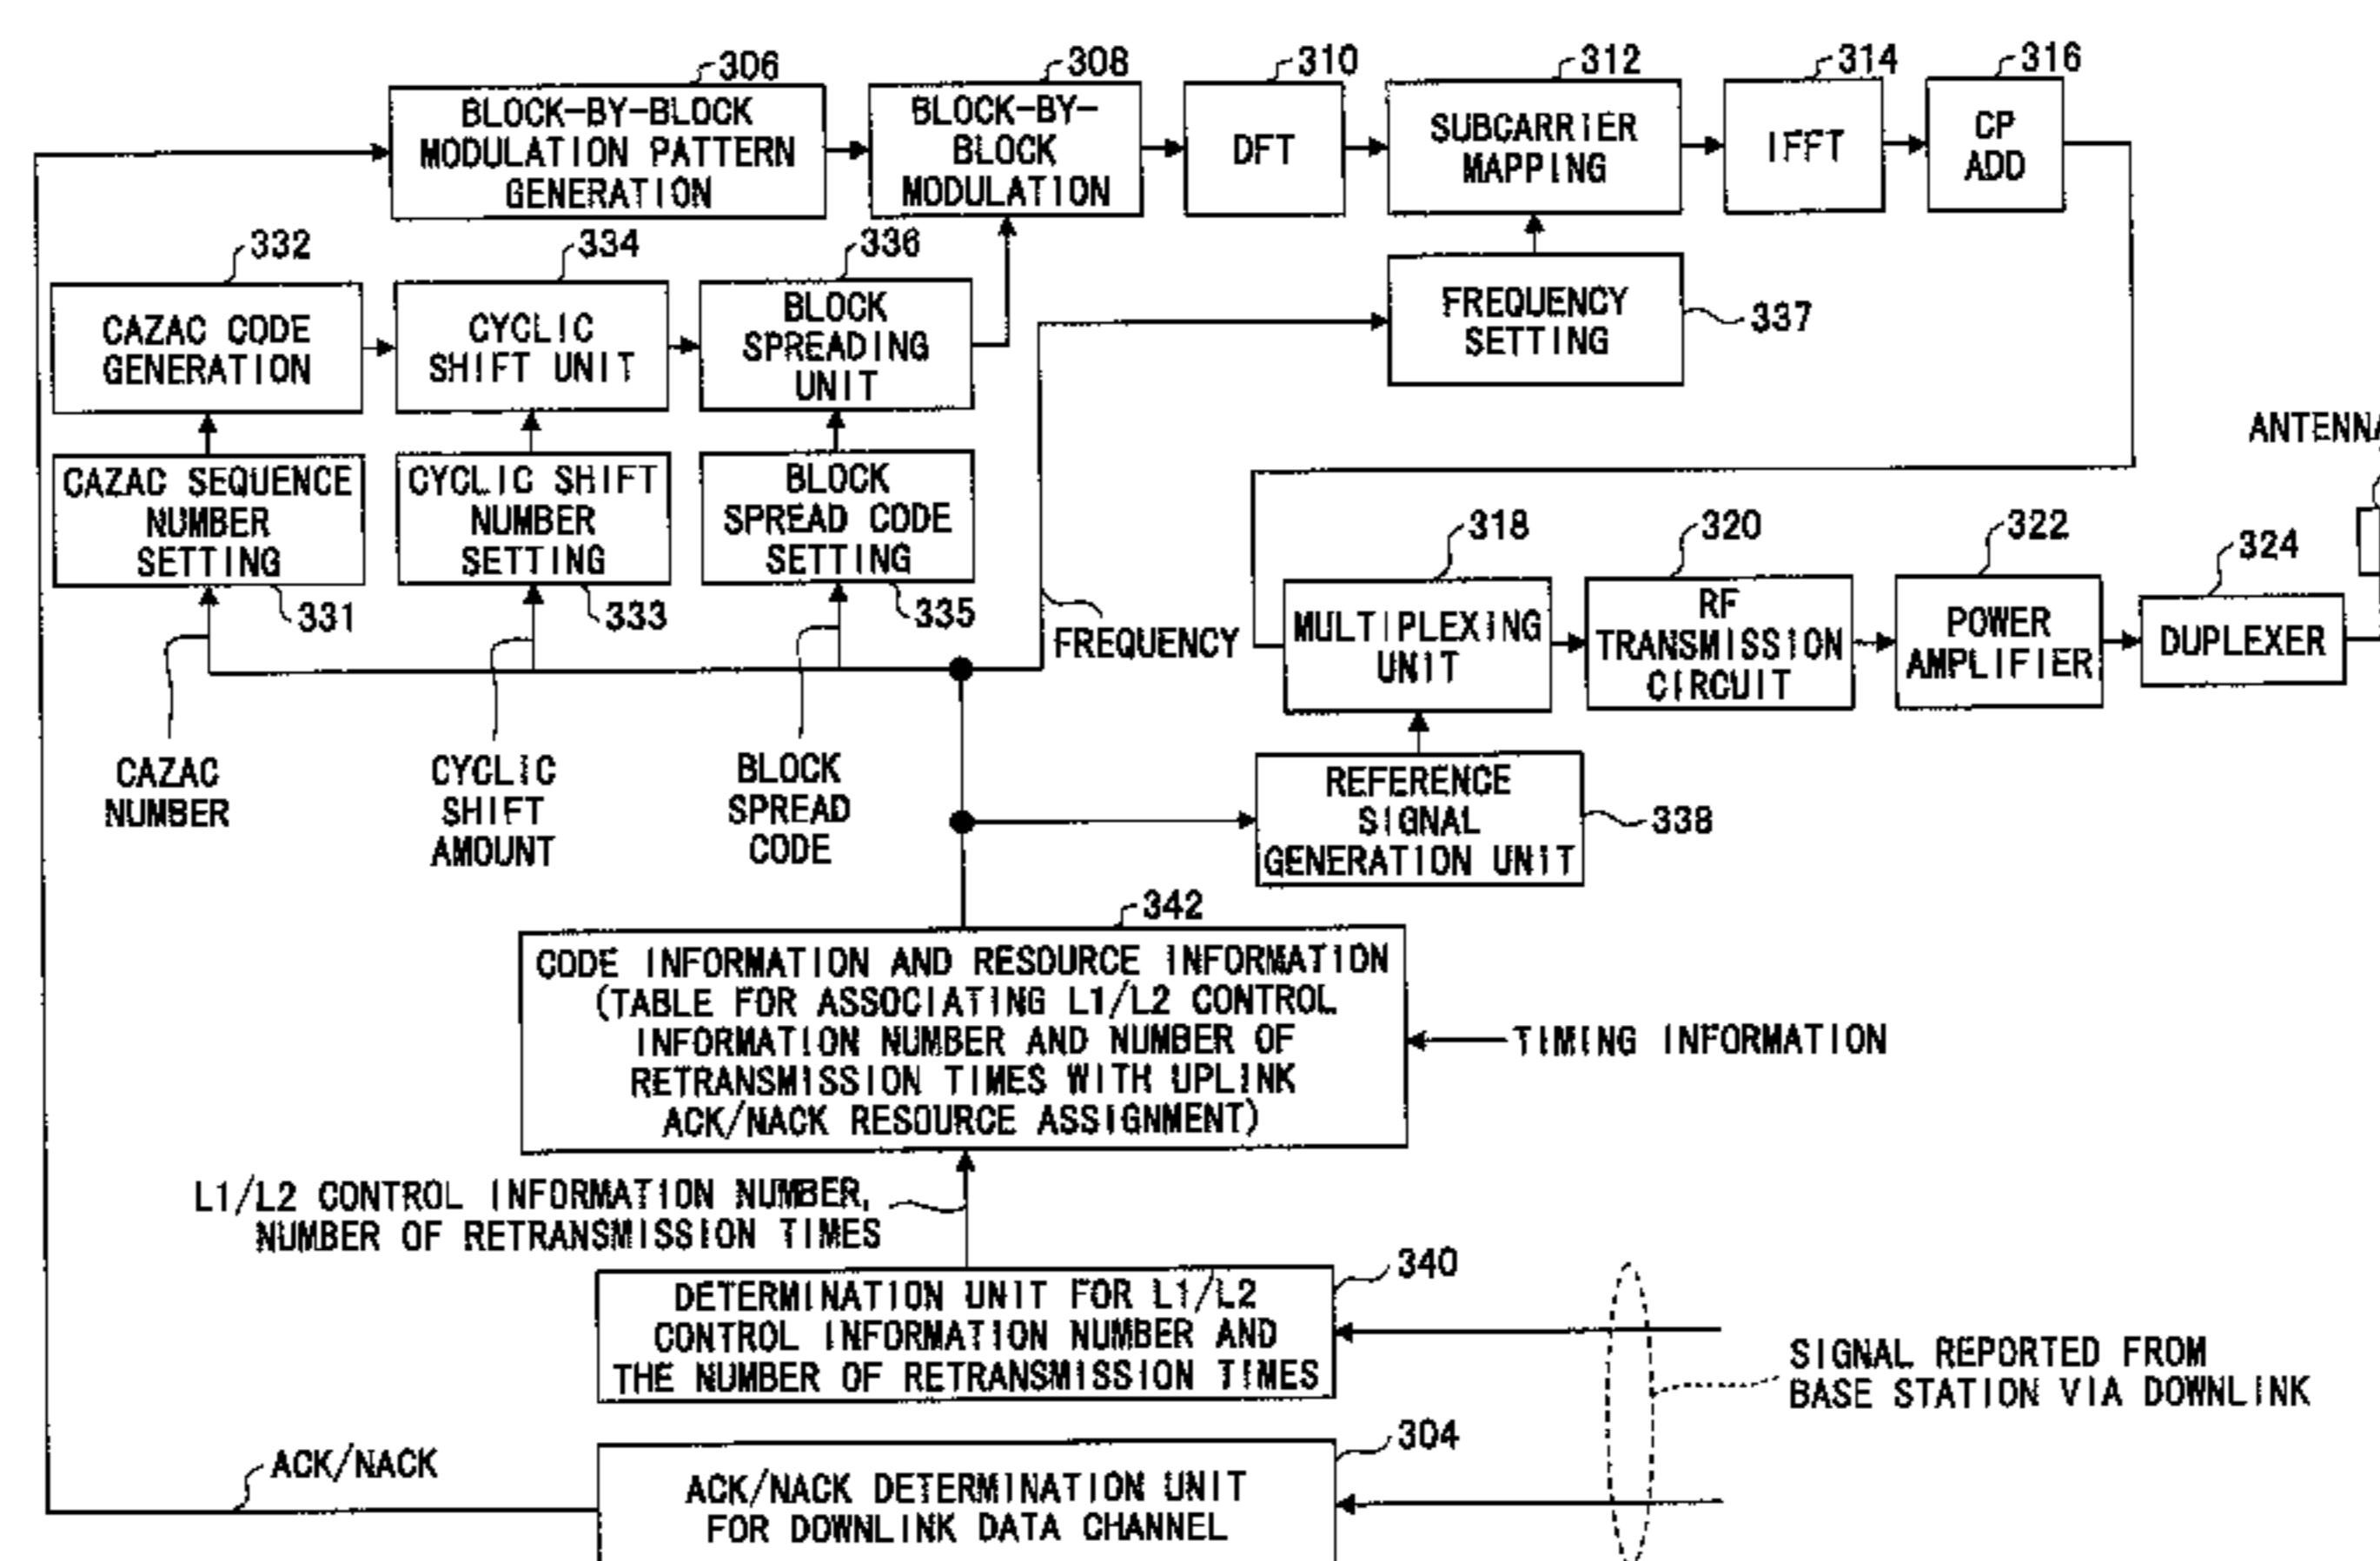 306
308
310
312
314
316
BLOCK-BY-BLOCK
MODULATION PATTERN
GENERATION
BLOCK-BY-
BLOCK
MODULATION
DFT
SUBCARRIER
MAPPING
IFFT
CP
ADD
332
334
336
CAZAC CODE
GENERATION
CYCLIC
SHIFT UNIT
BLOCK
SPREADING
UNIT
FREQUENCY
SETTING
337
CAZAC SEQUENCE
NUMBER
SETTING
331
CYCLIC SHIFT
NUMBER
SETTING
333
BLOCK
SPREAD CODE
SETTING
335
FREQUENCY
ANTENNA
318
320
322
324
MULTIPLEXING
UNIT
RF
TRANSMISSION
CIRCUIT
POWER
AMPLIFIER
DUPLEXER
CAZAC
NUMBER
CYCLIC
SHIFT
AMOUNT
BLOCK
SPREAD
CODE
REFERENCE
SIGNAL
GENERATION UNIT
338
342
CODE INFORMATION AND RESOURCE INFORMATION
(TABLE FOR ASSOCIATING L1/L2 CONTROL
INFORMATION NUMBER AND NUMBER OF
RETRANSMISSION TIMES WITH UPLINK
ACK/NACK RESOURCE ASSIGNMENT)
TIMING INFORMATION
L1/L2 CONTROL INFORMATION NUMBER,
NUMBER OF RETRANSMISSION TIMES
340
DETERMINATION UNIT FOR L1/L2
CONTROL INFORMATION NUMBER AND
THE NUMBER OF RETRANSMISSION TIMES
SIGNAL REPORTED FROM
BASE STATION VIA DOWNLINK
304
ACK/NACK
ACK/NACK DETERMINATION UNIT
FOR DOWNLINK DATA CHANNEL